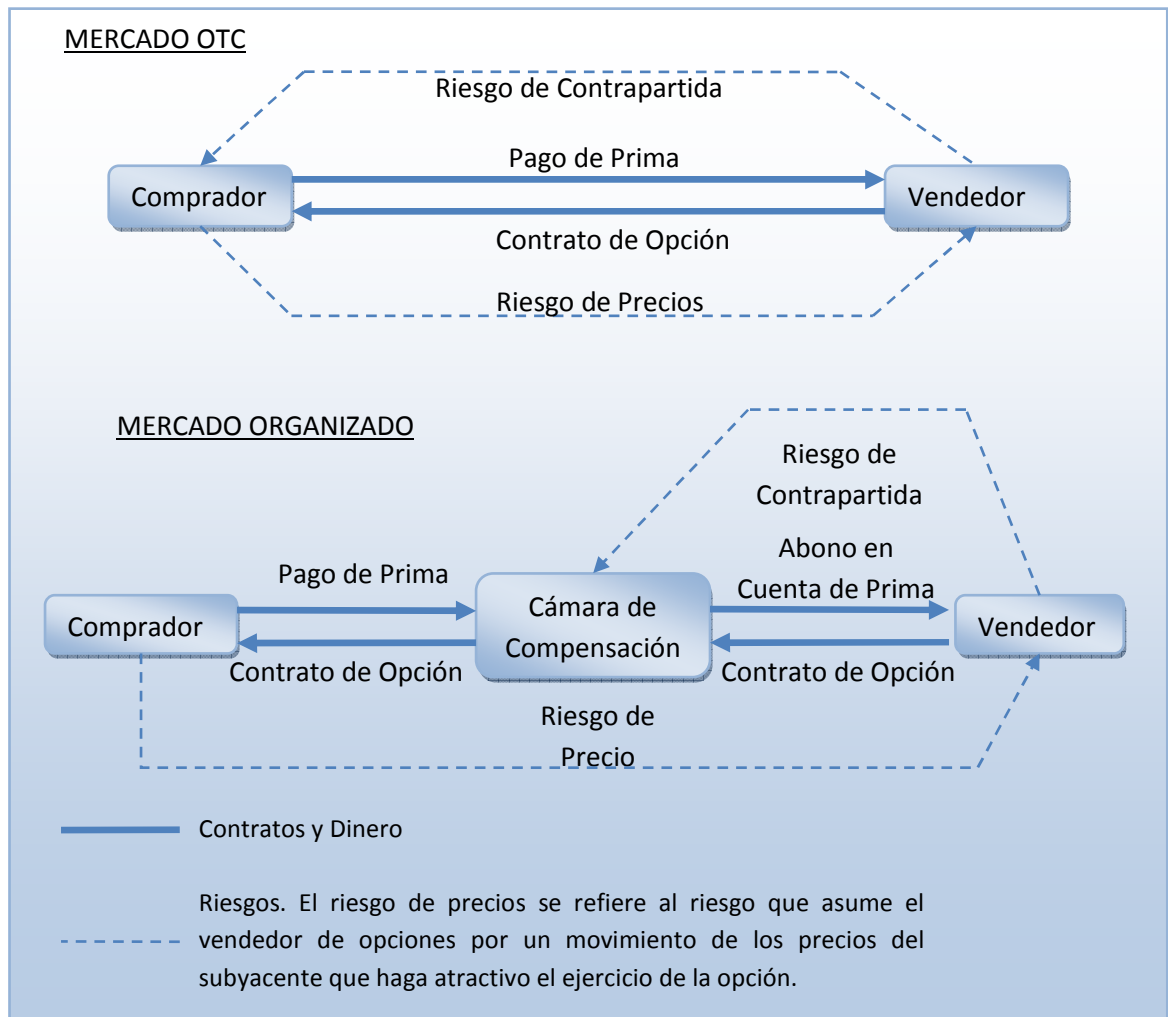 MERCADO OTC
Riesgo de Contrapartida
Pago de Prima
Comprador
Vendedor
Contrato de Opción
Riesgo de Precios
MERCADO ORGANIZADO
Riesgo de
Contrapartida
Abono en
Cuenta de Prima
Pago de Prima
Comprador
Cámara de
Compensación
Vendedor
Contrato de Opción
Contrato de Opción
Riesgo de
Precio
Contratos y Dinero
Riesgos. El riesgo de precios se refiere al riesgo que asume el
vendedor de opciones por un movimiento de los precios del
subyacente que haga atractivo el ejercicio de la opción.